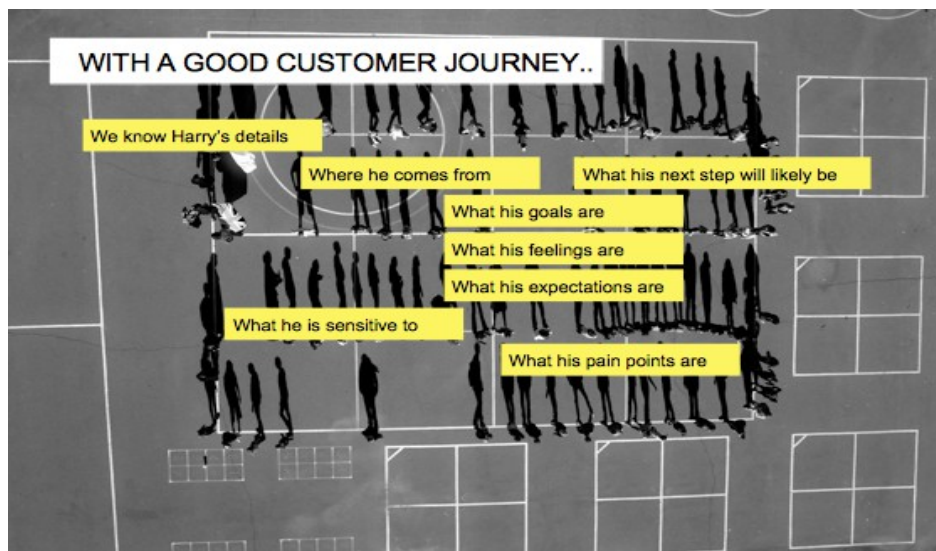 WITH A GOOD CUSTOMER JOURNEY..
We know Harry's details
Where he comes from
What his next step will likely be
What his goals are
What his feelings are
What his expectations are
What he is sensitive to
What his pain points are